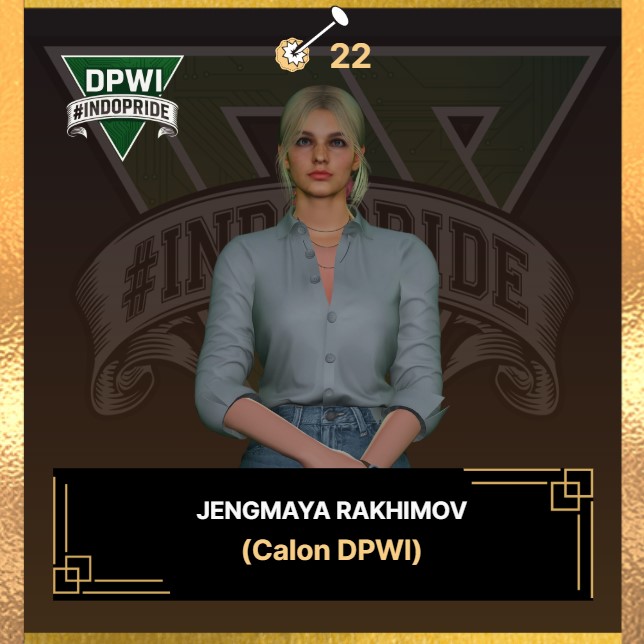 22
DPWI
#INDOPRIDE
#INDOPRIDE
JENGMAYA RAKHIMOV
(Calon DPWI)